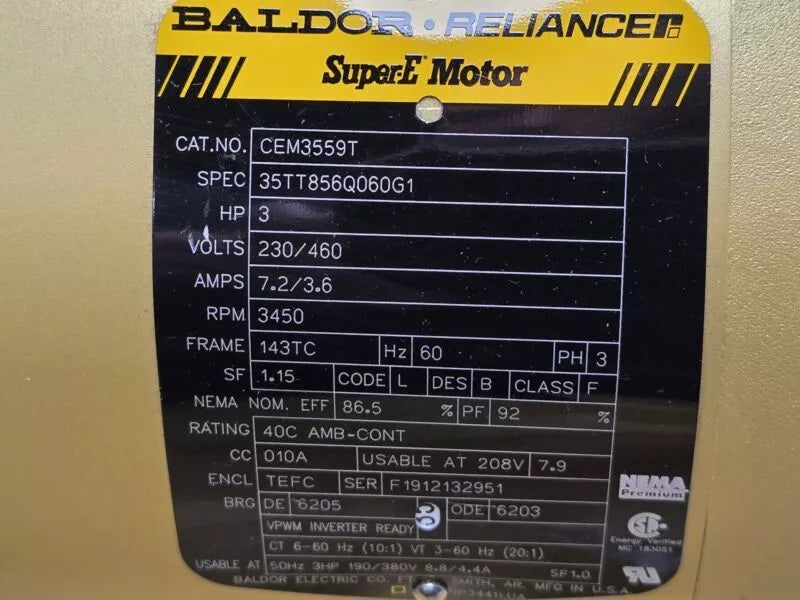 BALDOR · RELIANCER
Super-E Motor
CAT.NO. CEM3559T
SPEC 35TT856Q060G1
HP 3
VOLTS 230/460
AMPS 7.2/3.6
RPM 3450
FRAME 143TC Hz 60 PH 3
SF 1.15 CODE L DES B CLASS F
NEMA NOM. EFF 86.5 % PF 92 %
RATING 40C AMB-CONT
CC 010A USABLE AT 208V 7.9
ENCL TEFC SER F1912132951
BRG DE 6205 ODE 6203
VPWM INVERTER READY
CT 6-60 Hz (10:1) VT 3-60 Hz (20:1)
USABLE AT 50Hz 3HP 190/380V 8.8/4.4A SF1.0
BALDOR ELECTRIC CO. FT. SMITH, AR. MFG IN U.S.A.
NP3441LUA
NEMA
Premium
Energy Verified